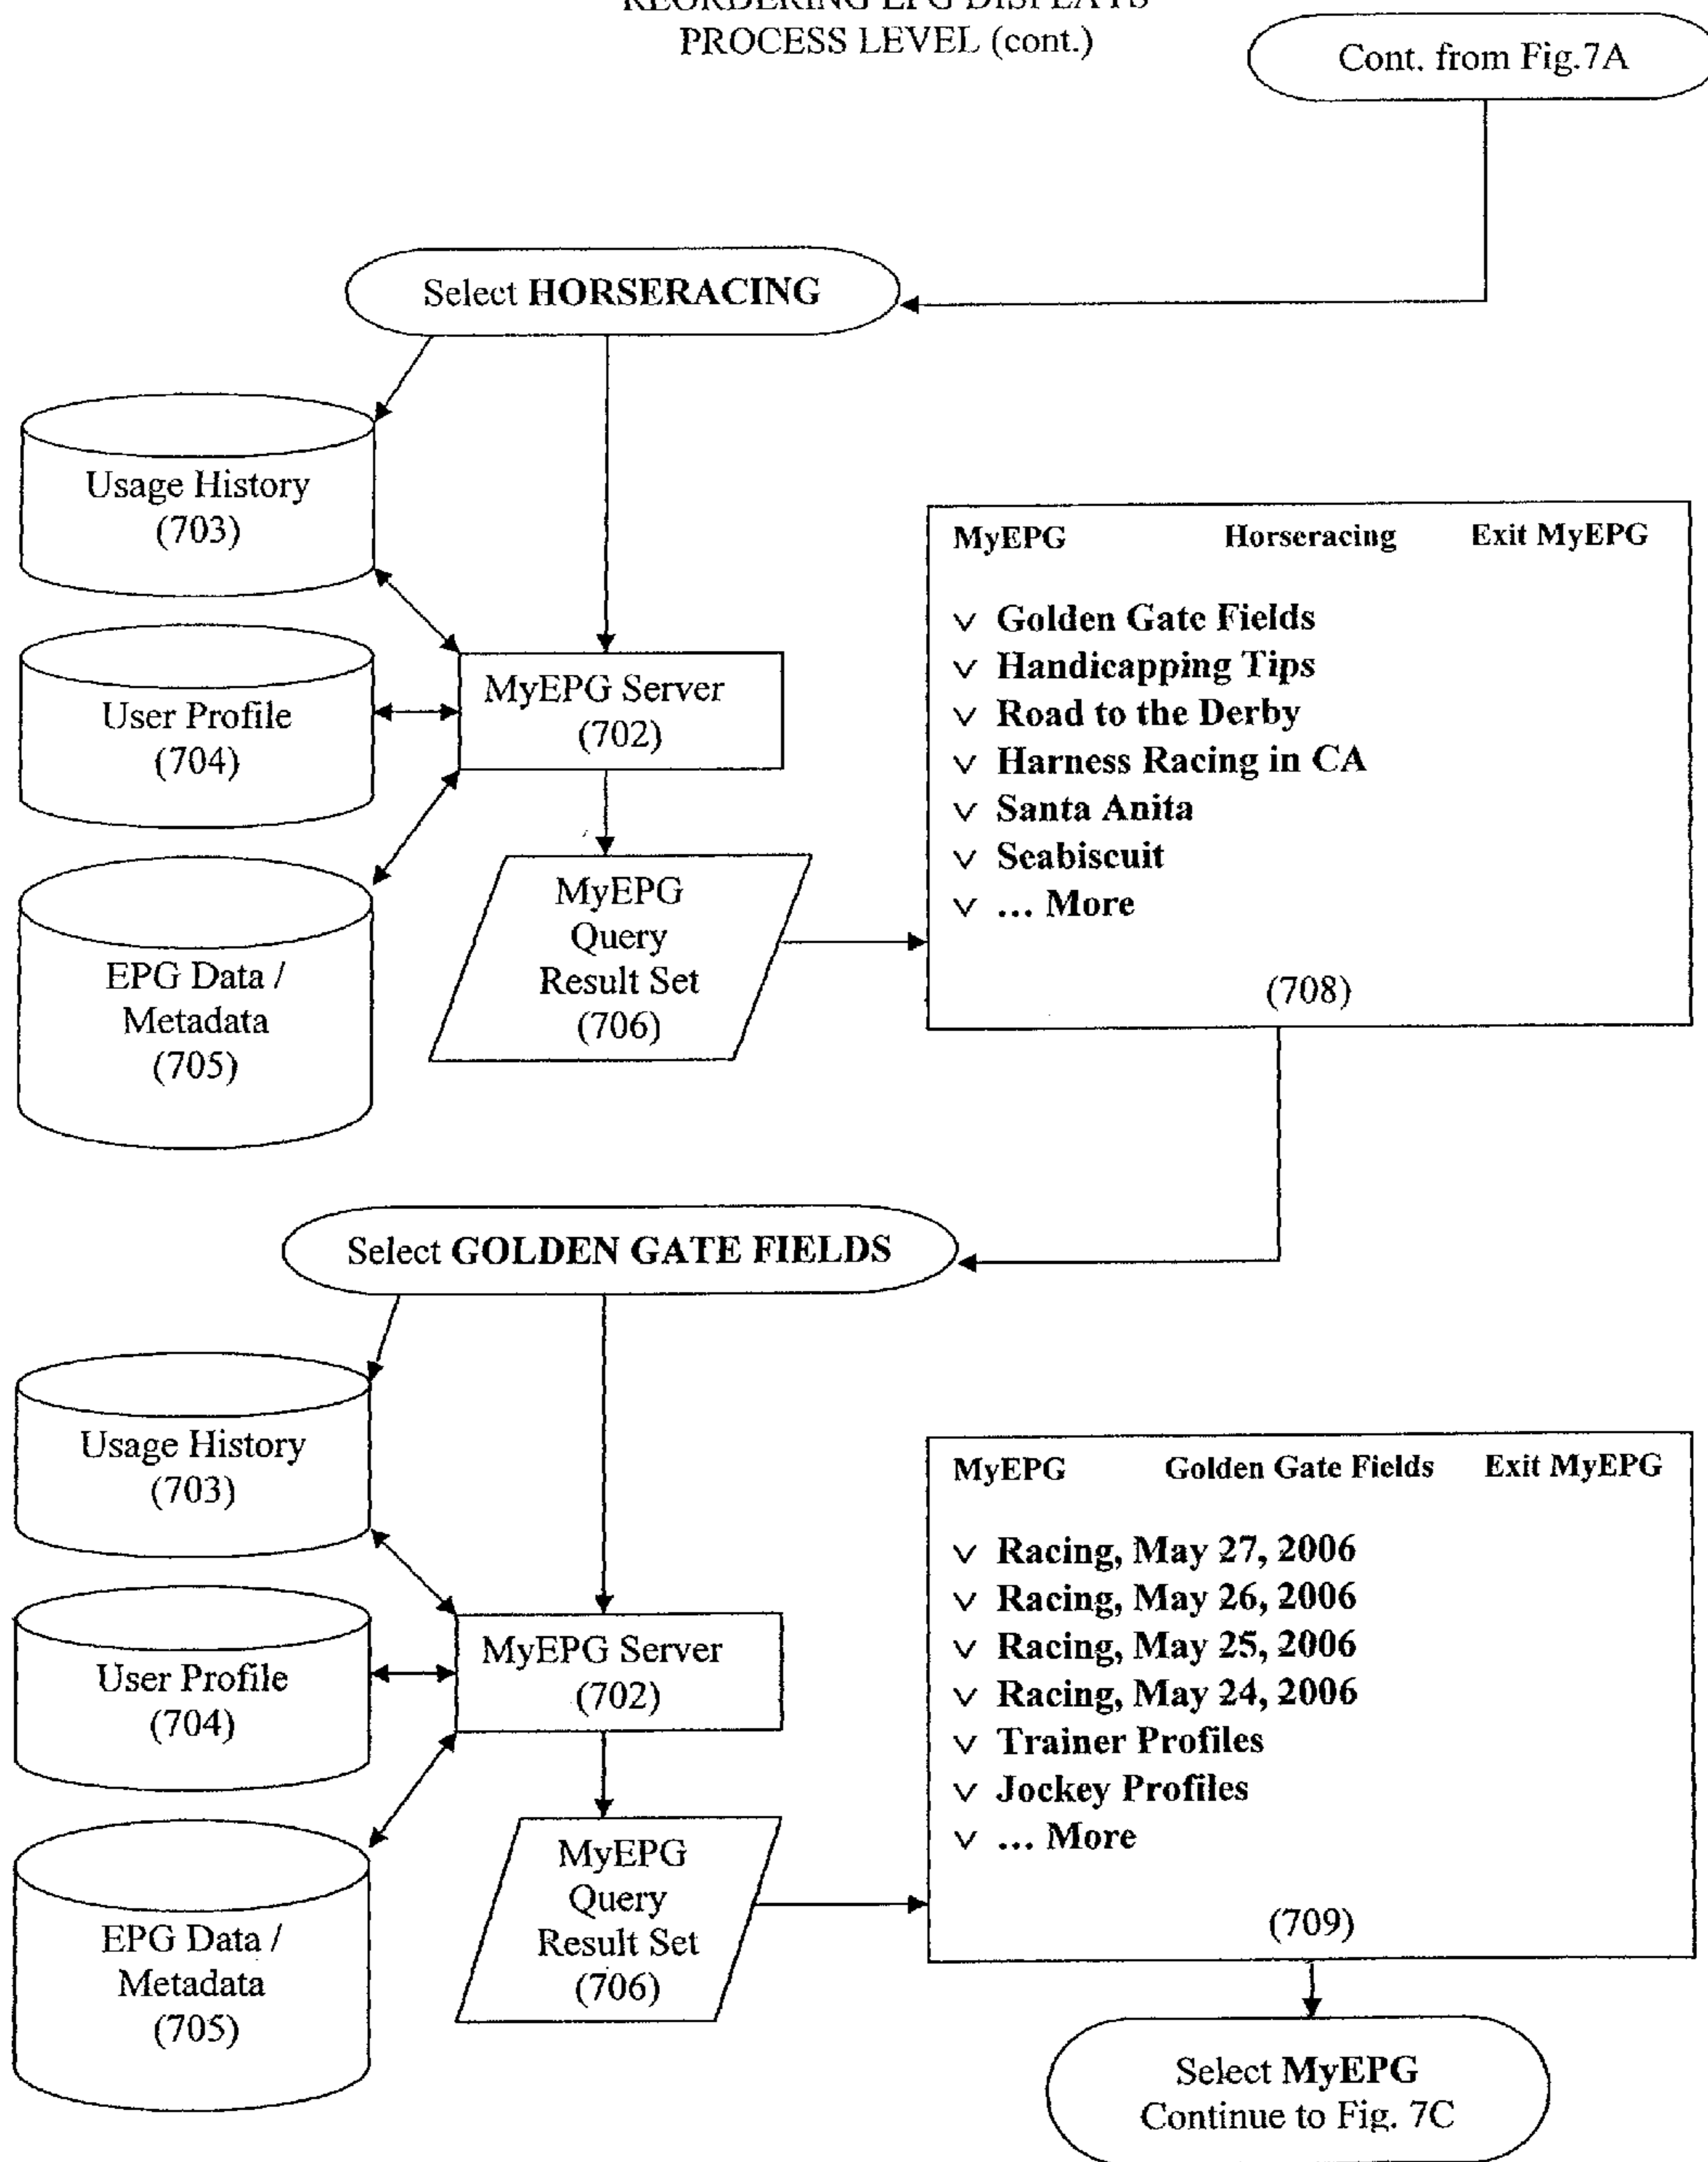 REORDERING EPG DISPLAYS
PROCESS LEVEL (cont.)
Cont. from Fig.7A
Select HORSERACING
Usage History
(703)
User Profile
(704)
EPG Data /
Metadata
(705)
MyEPG Server
(702)
MyEPG
Query
Result Set
(706)
MyEPG Horseracing Exit MyEPG
v Golden Gate Fields
v Handicapping Tips
v Road to the Derby
v Harness Racing in CA
v Santa Anita
v Seabiscuit
v ... More
(708)
Select GOLDEN GATE FIELDS
Usage History
(703)
User Profile
(704)
EPG Data /
Metadata
(705)
MyEPG Server
(702)
MyEPG
Query
Result Set
(706)
MyEPG Golden Gate Fields Exit MyEPG
v Racing, May 27, 2006
v Racing, May 26, 2006
v Racing, May 25, 2006
v Racing, May 24, 2006
v Trainer Profiles
v Jockey Profiles
v ... More
(709)
Select MyEPG
Continue to Fig. 7C